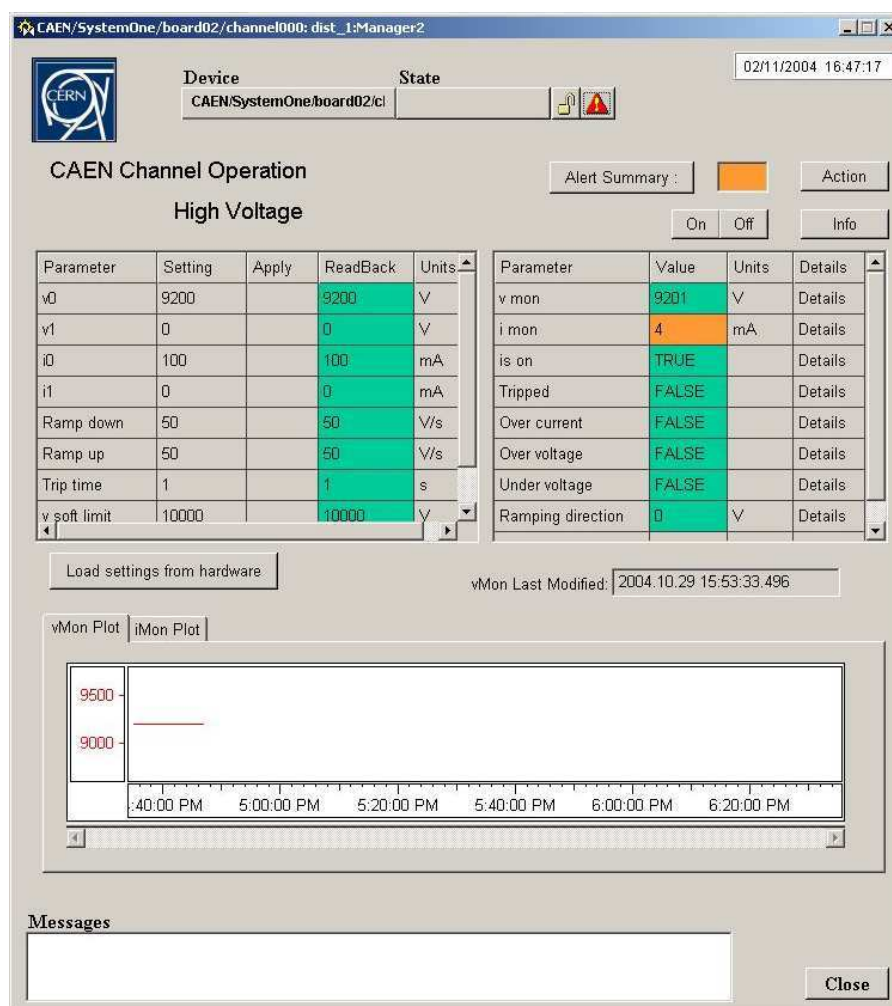 CAEN/SystemOne/board02/channel000: dist_1:Manager2
02/11/2004 16:47:17
CERN
Device State
CAEN/SystemOne/board02/cl
CAEN Channel Operation
High Voltage
Alert Summary :
Action
On Off Info
Parameter Setting Apply ReadBack Units
v0 9200 9200 V
v1 0 0 V
i0 100 100 mA
i1 0 0 mA
Ramp down 50 50 V/s
Ramp up 50 50 V/s
Trip time 1 1 s
v soft limit 10000 10000 V
Parameter Value Units Details
v mon 9201 V Details
i mon 4 mA Details
is on TRUE Details
Tripped FALSE Details
Over current FALSE Details
Over voltage FALSE Details
Under voltage FALSE Details
Ramping direction 0 V Details
Load settings from hardware
vMon Last Modified: 2004.10.29 15:53:33.496
vMon Plot iMon Plot
9500
9000
:40:00 PM 5:00:00 PM 5:20:00 PM 5:40:00 PM 6:00:00 PM 6:20:00 PM
Messages
Close